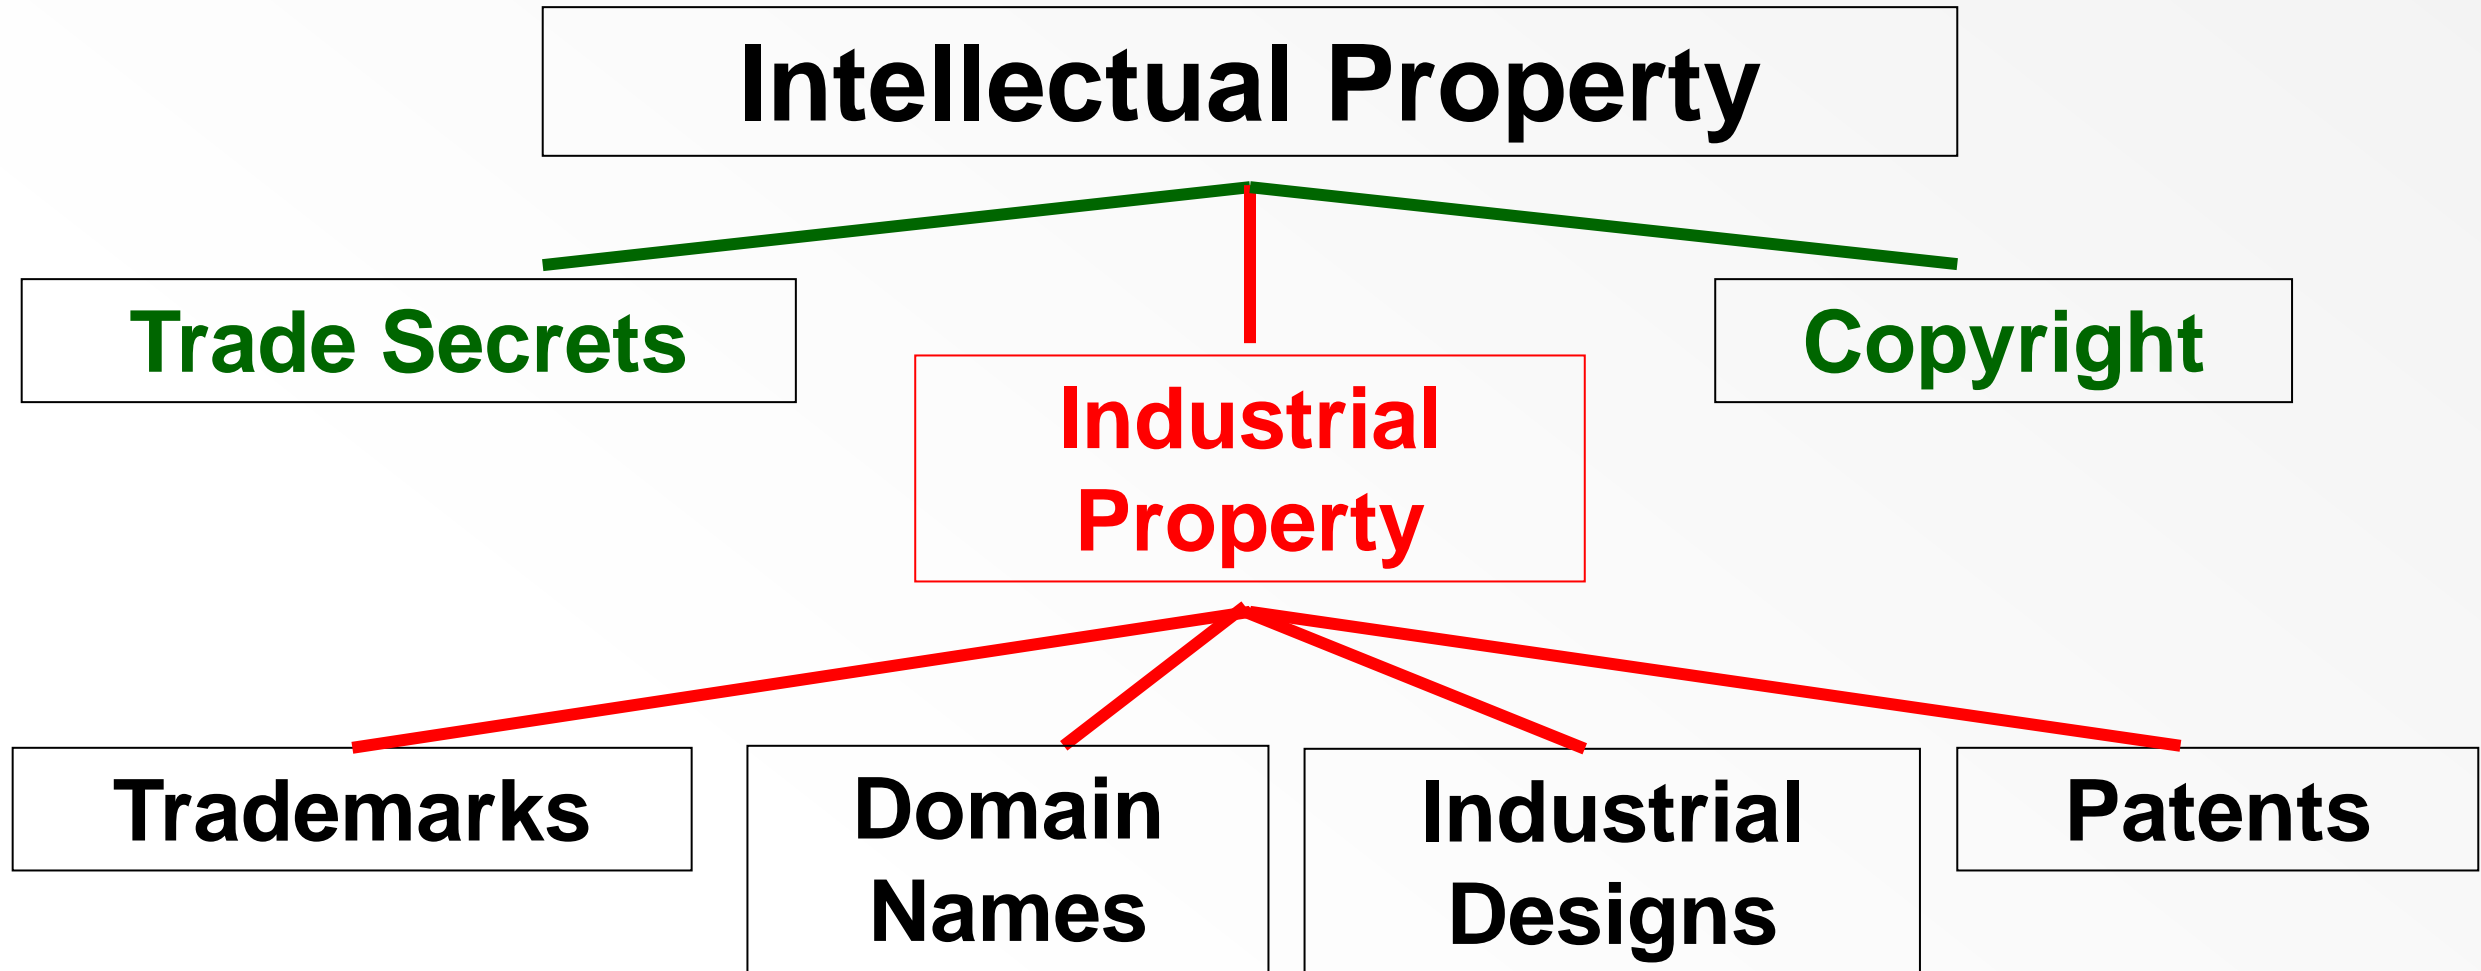 Intellectual Property
Trade Secrets
Copyright
Industrial
Property
Trademarks
Domain
Names
Industrial
Designs
Patents